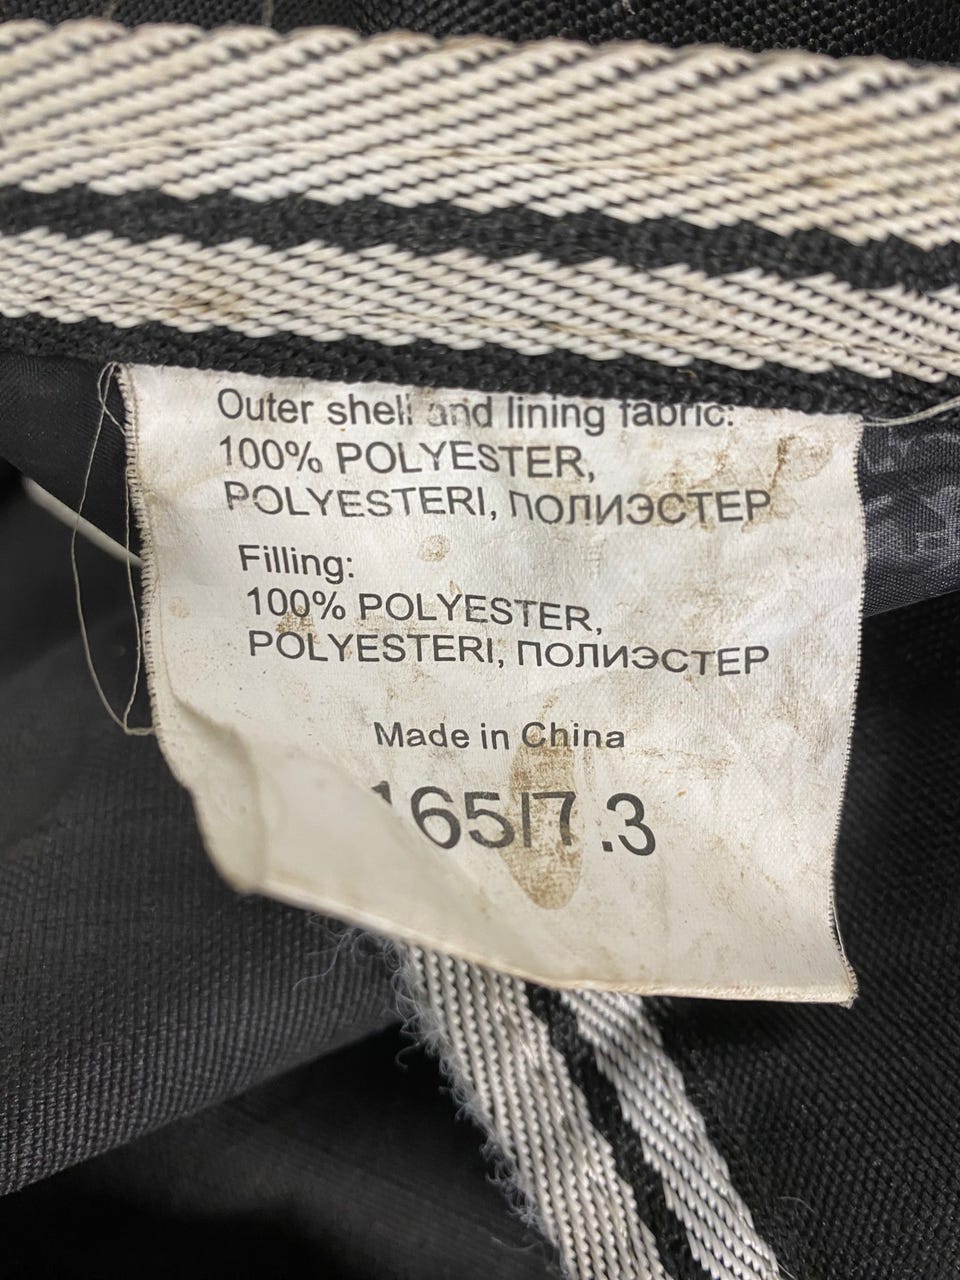 Outer shell and lining fabric:
100% POLYESTER,
POLYESTERI, ПОЛИЭСТЕР
Filling:
100% POLYESTER,
POLYESTERI, ПОЛИЭСТЕР
Made in China
165/7.3